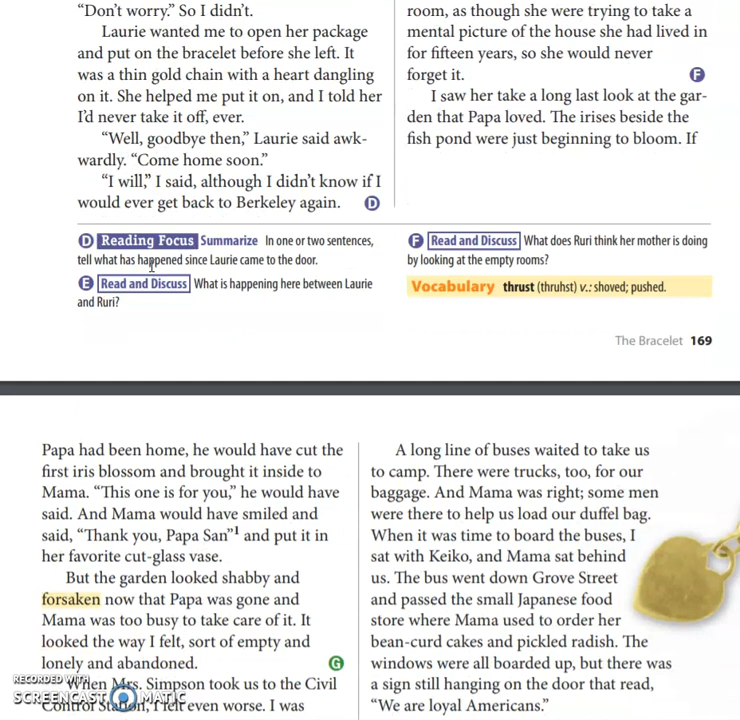 “Don’t worry.” So I didn’t.
Laurie wanted me to open her package
and put on the bracelet before she left. It
was a thin gold chain with a heart dangling
on it. She helped me put it on, and I told her
I’d never take it off, ever.
“Well, goodbye then,” Laurie said awk-
wardly. “Come home soon.”
“I will,” I said, although I didn’t know if I
would ever get back to Berkeley again. D
room, as though she were trying to take a
mental picture of the house she had lived in
for fifteen years, so she would never
forget it. F
I saw her take a long last look at the gar-
den that Papa loved. The irises beside the
fish pond were just beginning to bloom. If
D Reading Focus Summarize In one or two sentences,
tell what has happened since Laurie came to the door.
E Read and Discuss What is happening here between Laurie
and Ruri?
F Read and Discuss What does Ruri think her mother is doing
by looking at the empty rooms?
Vocabulary thrust (thruhst) v.: shoved; pushed.
The Bracelet 169
Papa had been home, he would have cut the
first iris blossom and brought it inside to
Mama. “This one is for you,” he would have
said. And Mama would have smiled and
said, “Thank you, Papa San”1 and put it in
her favorite cut-glass vase.
But the garden looked shabby and
forsaken now that Papa was gone and
Mama was too busy to take care of it. It
looked the way I felt, sort of empty and
lonely and abandoned. G
When Mrs. Simpson took us to the Civil
Control Station, I felt even worse. I was
A long line of buses waited to take us
to camp. There were trucks, too, for our
baggage. And Mama was right; some men
were there to help us load our duffel bag.
When it was time to board the buses, I
sat with Keiko, and Mama sat behind
us. The bus went down Grove Street
and passed the small Japanese food
store where Mama used to order her
bean-curd cakes and pickled radish. The
windows were all boarded up, but there was
a sign still hanging on the door that read,
“We are loyal Americans.”
RECORDED WITH
SCREENCAST MATIC